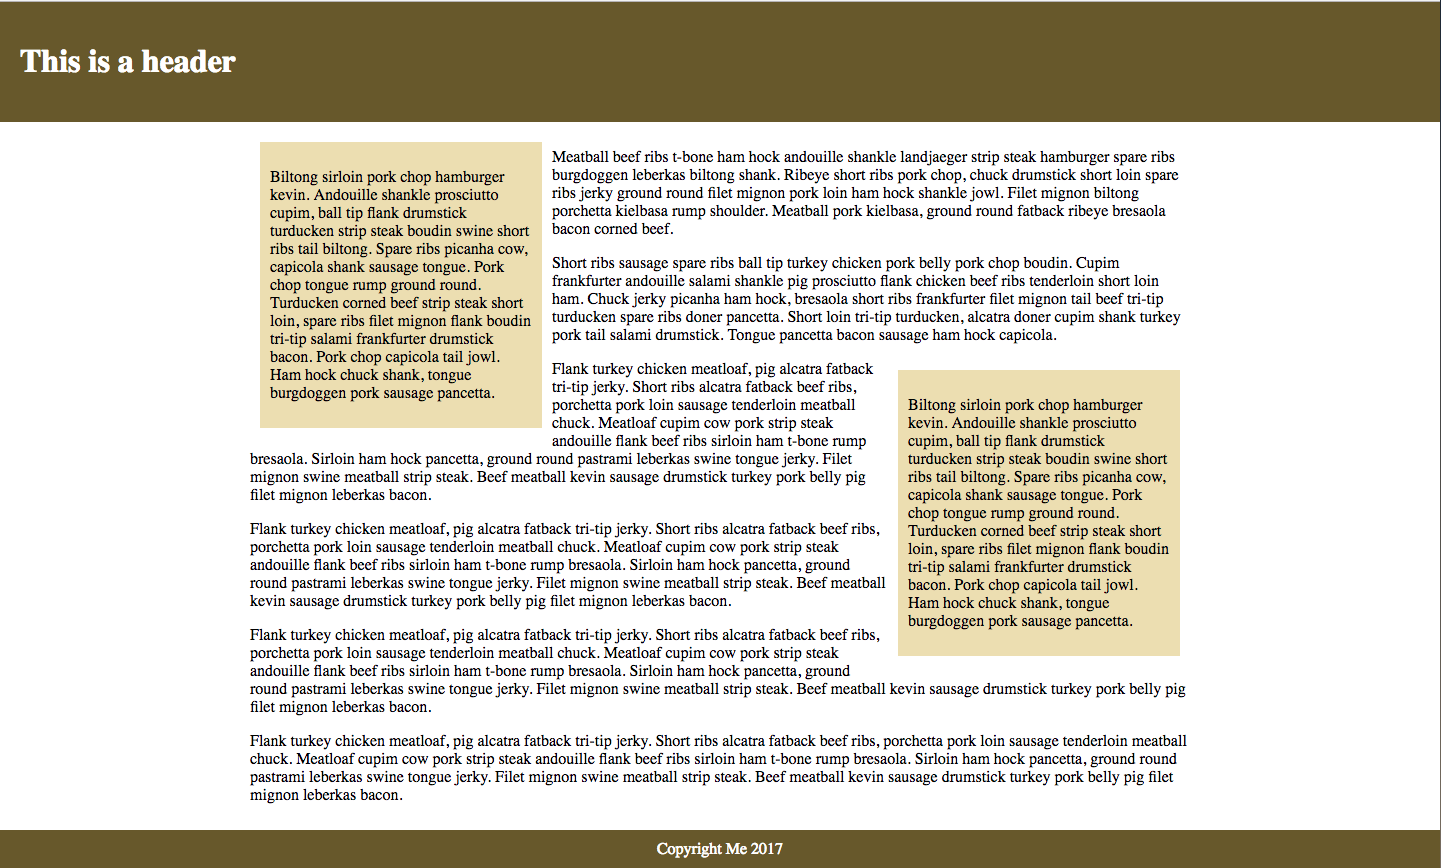 This is a header
Biltong sirloin pork chop hamburger
kevin. Andouille shankle prosciutto
cupim, ball tip flank drumstick
turducken strip steak boudin swine short
ribs tail biltong. Spare ribs picanha cow,
capicola shank sausage tongue. Pork
chop tongue rump ground round.
Turducken corned beef strip steak short
loin, spare ribs filet mignon flank boudin
tri-tip salami frankfurter drumstick
bacon. Pork chop capicola tail jowl.
Ham hock chuck shank, tongue
burgdoggen pork sausage pancetta.
Meatball beef ribs t-bone ham hock andouille shankle landjaeger strip steak hamburger spare ribs
burgdoggen leberkas biltong shank. Ribeye short ribs pork chop, chuck drumstick short loin spare
ribs jerky ground round filet mignon pork loin ham hock shankle jowl. Filet mignon biltong
porchetta kielbasa rump shoulder. Meatball pork kielbasa, ground round fatback ribeye bresaola
bacon corned beef.
Short ribs sausage spare ribs ball tip turkey chicken pork belly pork chop boudin. Cupim
frankfurter andouille salami shankle pig prosciutto flank chicken beef ribs tenderloin short loin
ham. Chuck jerky picanha ham hock, bresaola short ribs frankfurter filet mignon tail beef tri-tip
turducken spare ribs doner pancetta. Short loin tri-tip turducken, alcatra doner cupim shank turkey
pork tail salami drumstick. Tongue pancetta bacon sausage ham hock capicola.
Flank turkey chicken meatloaf, pig alcatra fatback
tri-tip jerky. Short ribs alcatra fatback beef ribs,
porchetta pork loin sausage tenderloin meatball
chuck. Meatloaf cupim cow pork strip steak
andouille flank beef ribs sirloin ham t-bone rump
bresaola. Sirloin ham hock pancetta, ground round pastrami leberkas swine tongue jerky. Filet
mignon swine meatball strip steak. Beef meatball kevin sausage drumstick turkey pork belly pig
filet mignon leberkas bacon.
Biltong sirloin pork chop hamburger
kevin. Andouille shankle prosciutto
cupim, ball tip flank drumstick
turducken strip steak boudin swine short
ribs tail biltong. Spare ribs picanha cow,
capicola shank sausage tongue. Pork
chop tongue rump ground round.
Turducken corned beef strip steak short
loin, spare ribs filet mignon flank boudin
tri-tip salami frankfurter drumstick
bacon. Pork chop capicola tail jowl.
Ham hock chuck shank, tongue
burgdoggen pork sausage pancetta.
Flank turkey chicken meatloaf, pig alcatra fatback tri-tip jerky. Short ribs alcatra fatback beef ribs,
porchetta pork loin sausage tenderloin meatball chuck. Meatloaf cupim cow pork strip steak
andouille flank beef ribs sirloin ham t-bone rump bresaola. Sirloin ham hock pancetta, ground
round pastrami leberkas swine tongue jerky. Filet mignon swine meatball strip steak. Beef meatball
kevin sausage drumstick turkey pork belly pig filet mignon leberkas bacon.
Flank turkey chicken meatloaf, pig alcatra fatback tri-tip jerky. Short ribs alcatra fatback beef ribs,
porchetta pork loin sausage tenderloin meatball chuck. Meatloaf cupim cow pork strip steak
andouille flank beef ribs sirloin ham t-bone rump bresaola. Sirloin ham hock pancetta, ground
round pastrami leberkas swine tongue jerky. Filet mignon swine meatball strip steak. Beef meatball kevin sausage drumstick turkey pork belly pig
filet mignon leberkas bacon.
Flank turkey chicken meatloaf, pig alcatra fatback tri-tip jerky. Short ribs alcatra fatback beef ribs, porchetta pork loin sausage tenderloin meatball
chuck. Meatloaf cupim cow pork strip steak andouille flank beef ribs sirloin ham t-bone rump bresaola. Sirloin ham hock pancetta, ground round
pastrami leberkas swine tongue jerky. Filet mignon swine meatball strip steak. Beef meatball kevin sausage drumstick turkey pork belly pig filet
mignon leberkas bacon.
Copyright Me 2017